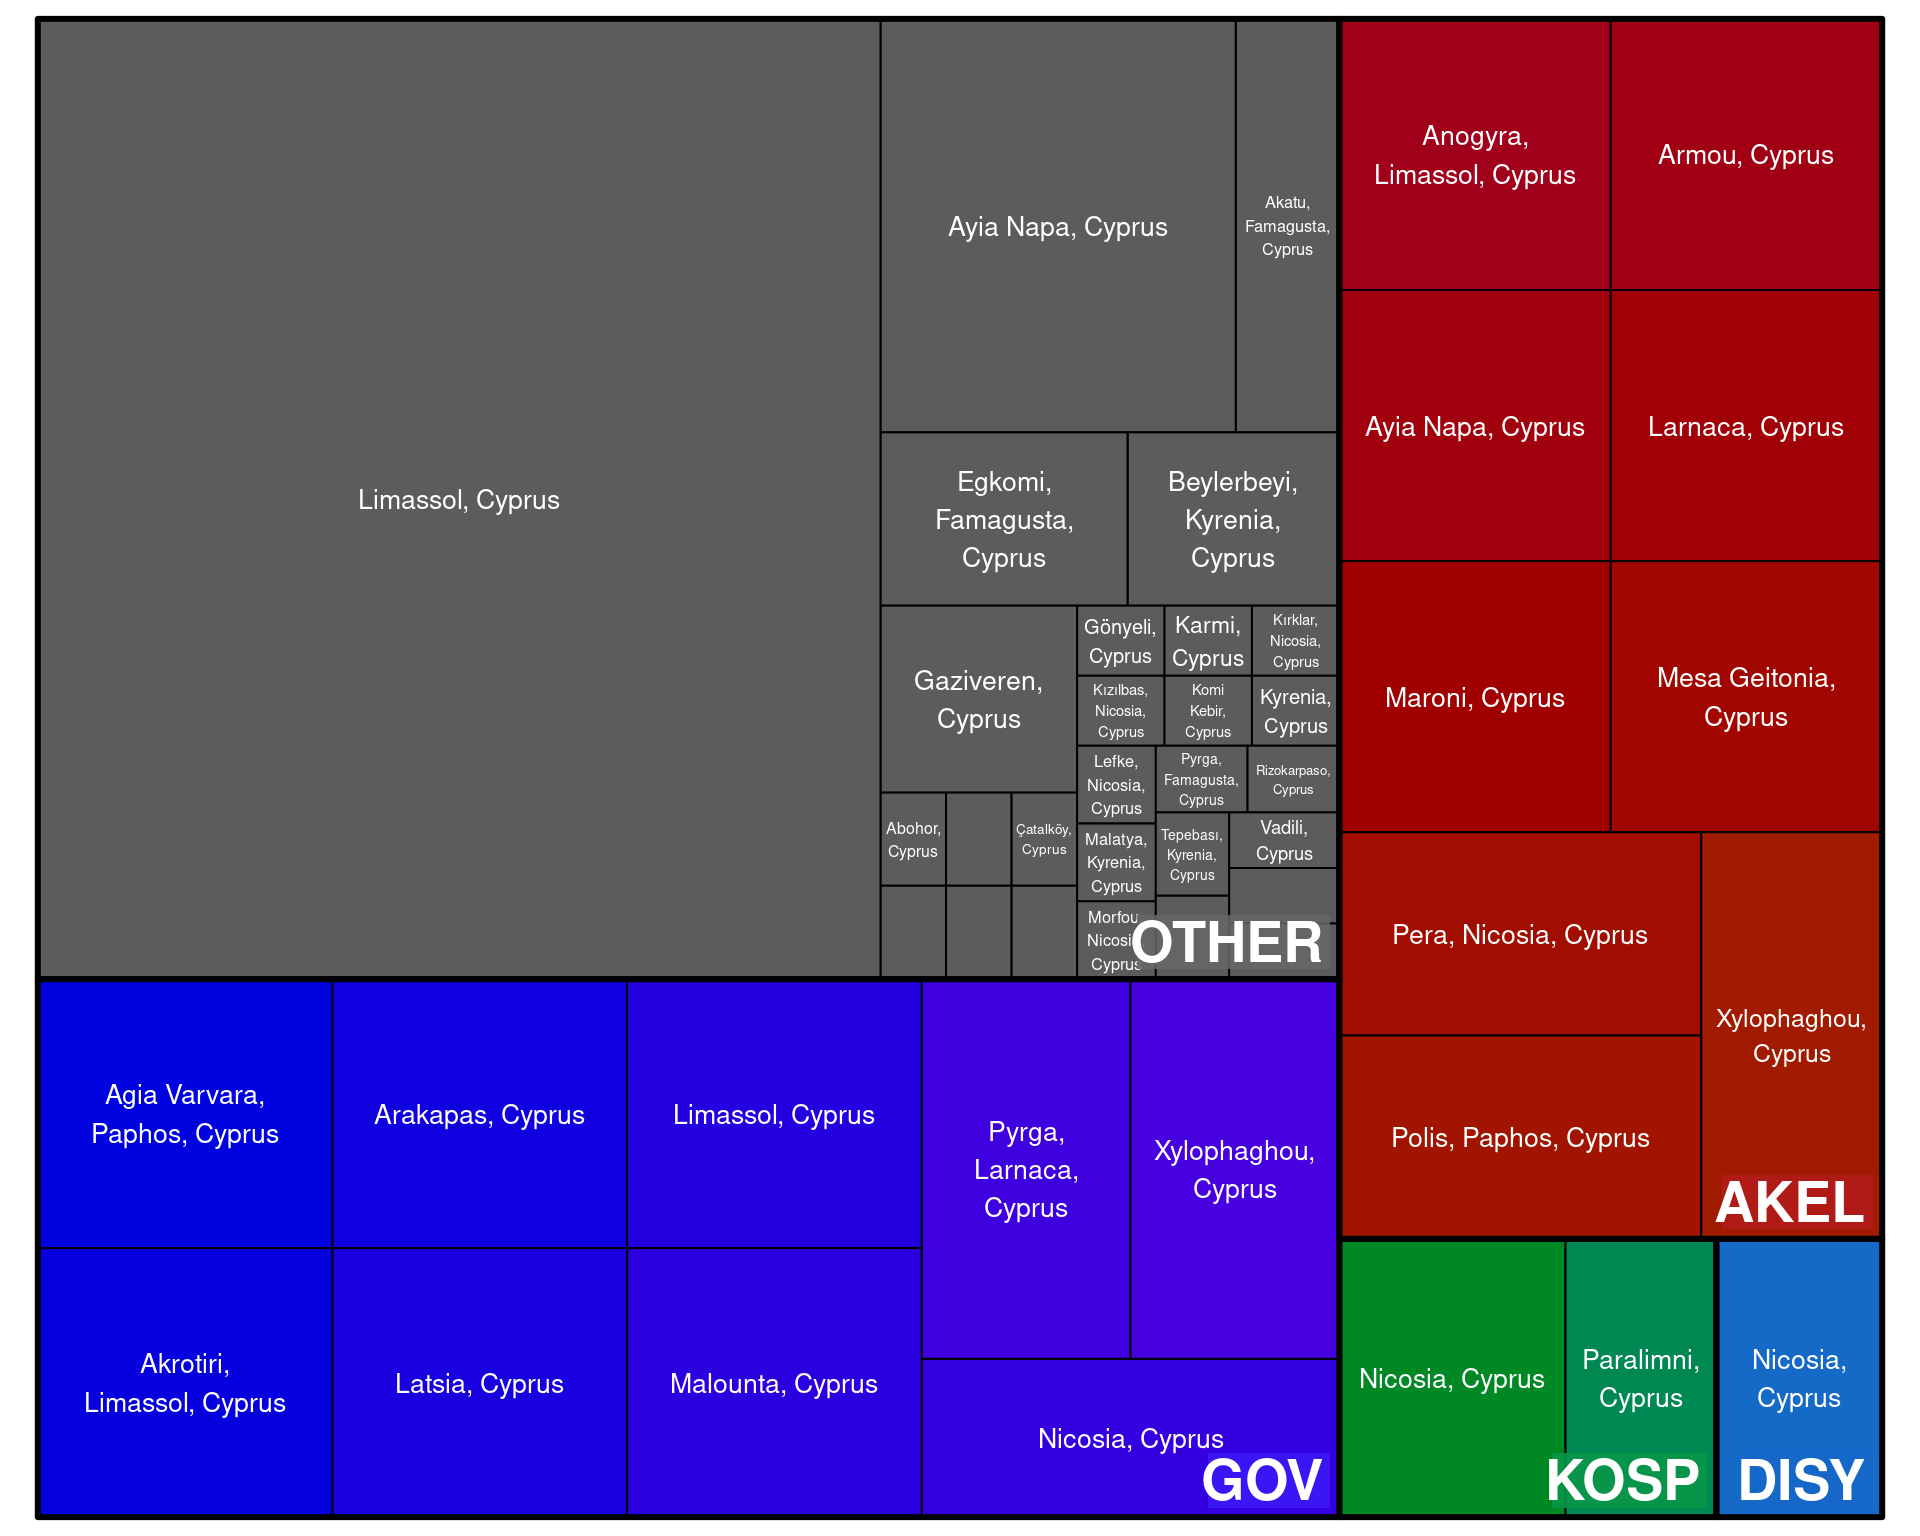 Limassol, Cyprus
Ayia Napa, Cyprus
Akatu,
Famagusta,
Cyprus
Egkomi,
Famagusta,
Cyprus
Beylerbeyi,
Kyrenia,
Cyprus
Gaziveren,
Cyprus
Gönyeli,
Cyprus
Karmi,
Cyprus
Kırklar,
Nicosia,
Cyprus
Kızılbas,
Nicosia,
Cyprus
Komi
Kebir,
Cyprus
Kyrenia,
Cyprus
Lefke,
Nicosia,
Cyprus
Pyrga,
Famagusta,
Cyprus
Rizokarpaso,
Cyprus
Abohor,
Cyprus
Çatalköy,
Cyprus
Malatya,
Kyrenia,
Cyprus
Tepebası,
Kyrenia,
Cyprus
Vadili,
Cyprus
Morfou,
Nicosia,
Cyprus
OTHER
Anogyra,
Limassol, Cyprus
Armou, Cyprus
Ayia Napa, Cyprus
Larnaca, Cyprus
Maroni, Cyprus
Mesa Geitonia,
Cyprus
Pera, Nicosia, Cyprus
Polis, Paphos, Cyprus
Xylophaghou,
Cyprus
AKEL
Agia Varvara,
Paphos, Cyprus
Arakapas, Cyprus
Limassol, Cyprus
Pyrga,
Larnaca,
Cyprus
Xylophaghou,
Cyprus
Akrotiri,
Limassol, Cyprus
Latsia, Cyprus
Malounta, Cyprus
Nicosia, Cyprus
GOV
Nicosia, Cyprus
Paralimni,
Cyprus
KOSP
Nicosia,
Cyprus
DISY